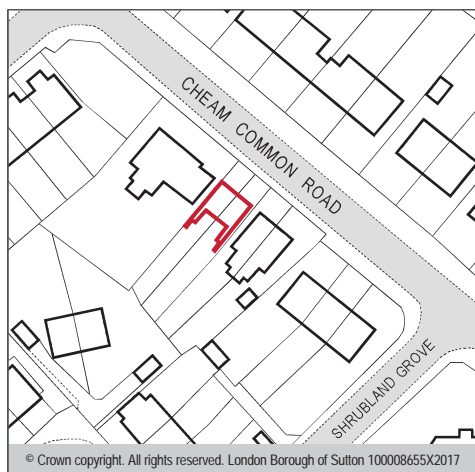 CHEAM COMMON ROAD
SHRUBLAND GROVE
© Crown copyright. All rights reserved. London Borough of Sutton 100008655X2017